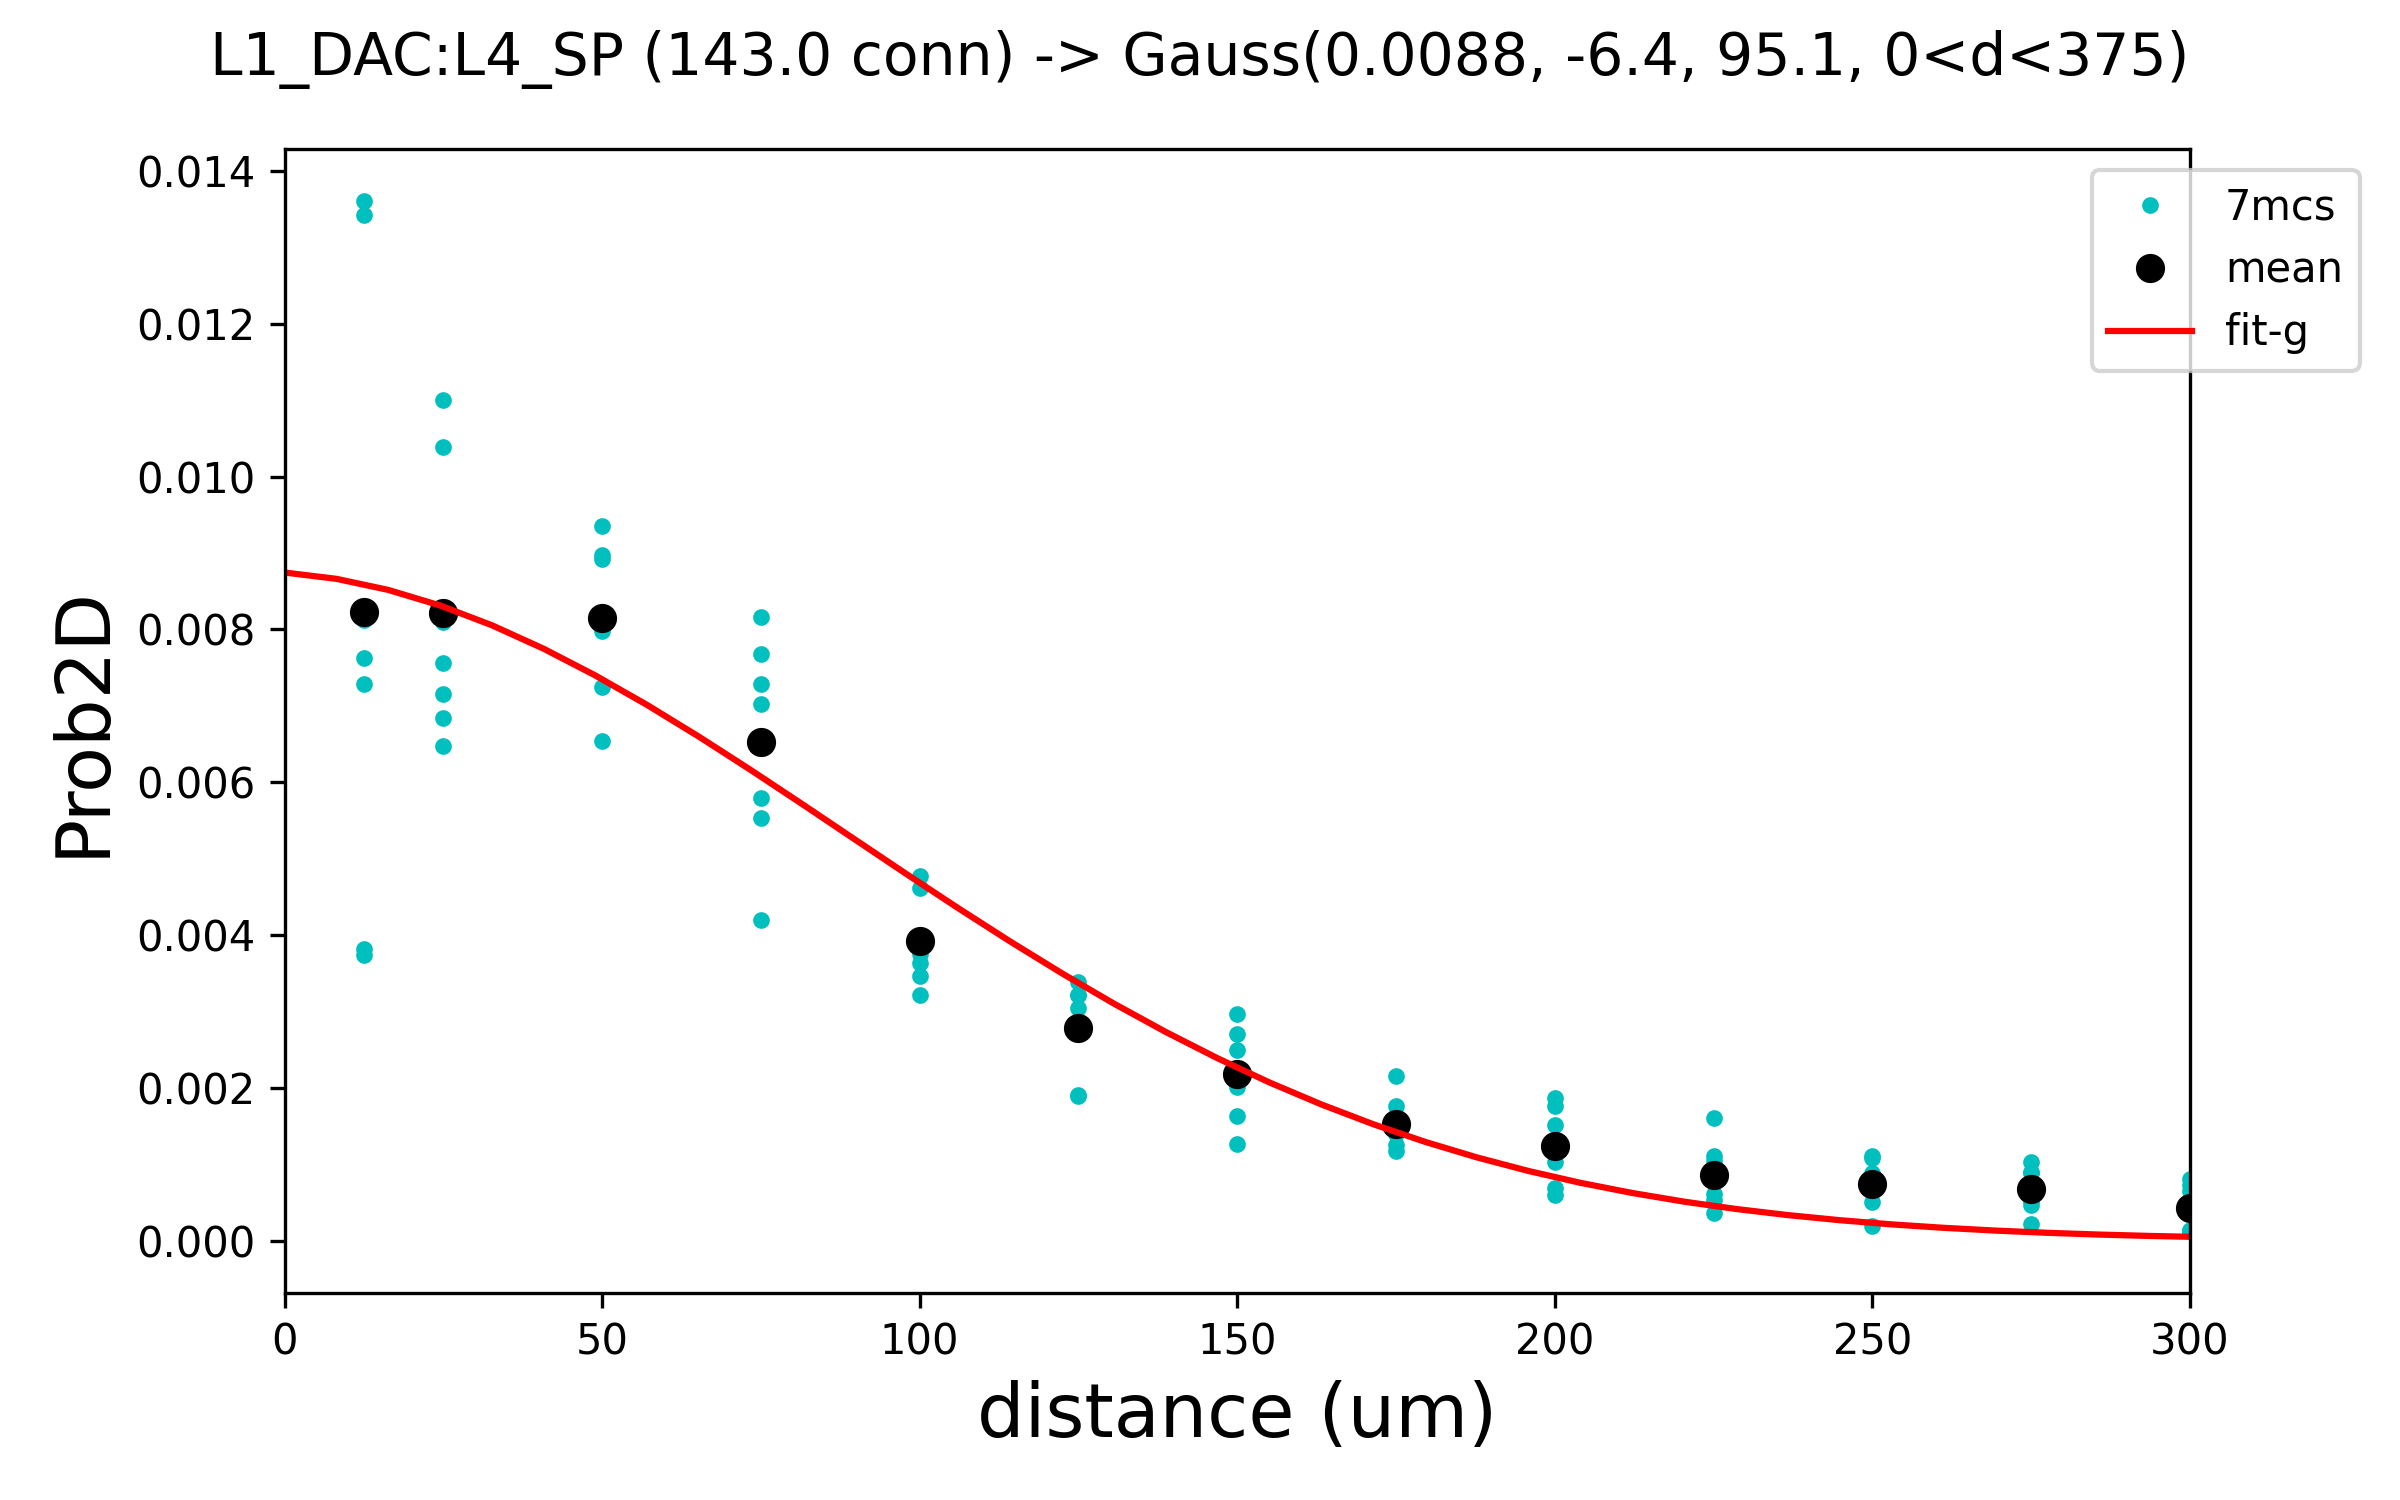 L1_DAC:L4_SP (143.0 conn) -> Gauss(0.0088, -6.4, 95.1, 0<d<375)
0.014
0.012
0.010
0.008
0.006
0.004
0.002
0.000
Prob2D
7mcs
mean
fit-g
0 50 100 150 200 250 300
distance (um)